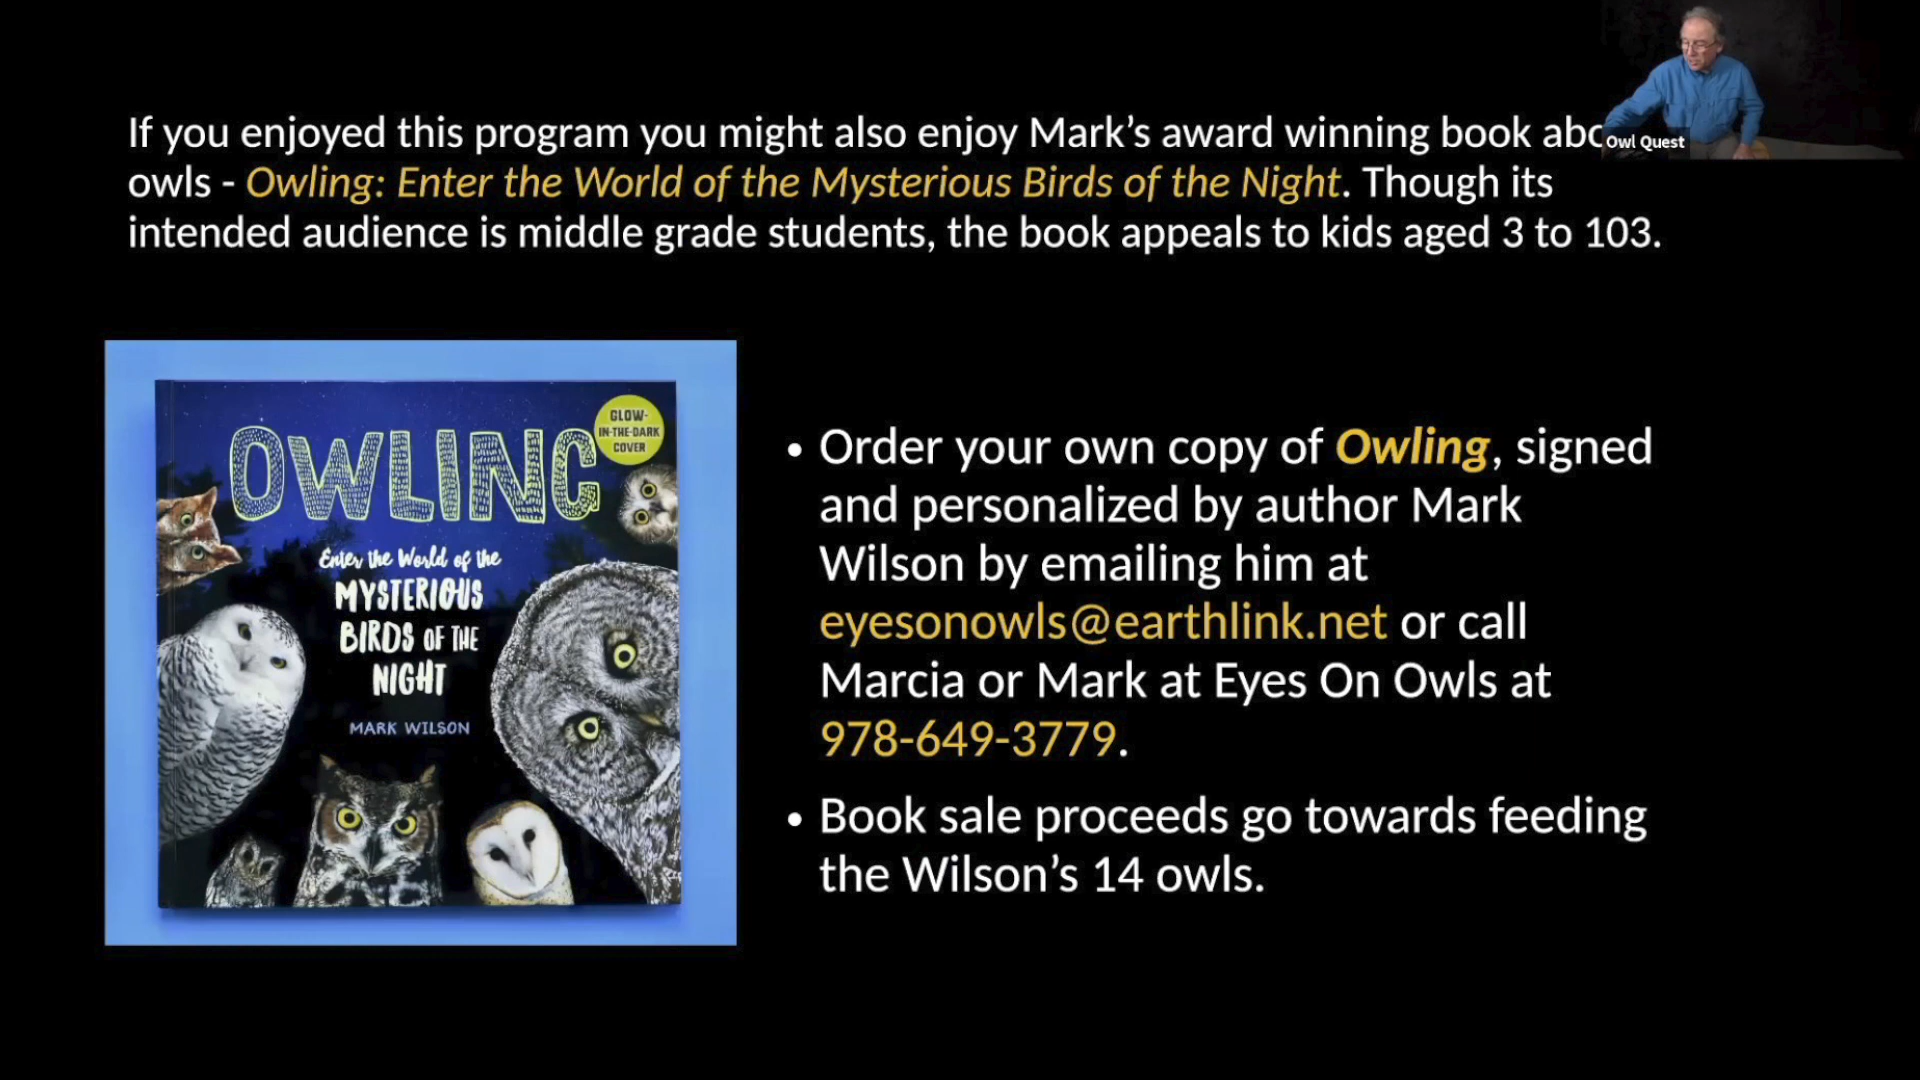 If you enjoyed this program you might also enjoy Mark's award winning book abo
Owl Quest
owls - Owling: Enter the World of the Mysterious Birds of the Night. Though its
intended audience is middle grade students, the book appeals to kids aged 3 to 103.
OWLING
GLOW-
IN-THE-DARK
COVER
Enter the World of the
MYSTERIOUS
BIRDS OF THE
NIGHT
MARK WILSON
• Order your own copy of Owling, signed
and personalized by author Mark
Wilson by emailing him at
eyesonowls@earthlink.net or call
Marcia or Mark at Eyes On Owls at
978-649-3779.
• Book sale proceeds go towards feeding
the Wilson's 14 owls.